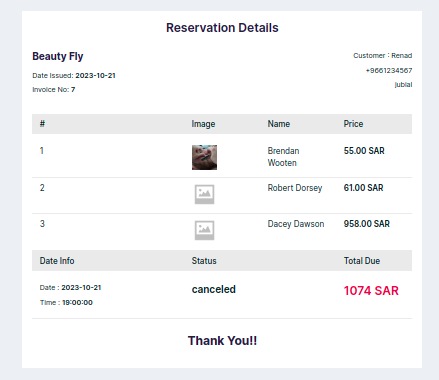 Reservation Details
Beauty Fly
Customer : Renad
Date Issued: 2023-10-21
+9661234567
Invoice No: 7
jubial
# Image Name Price
1 Brendan Wooten 55.00 SAR
2 Robert Dorsey 61.00 SAR
3 Dacey Dawson 958.00 SAR
Date Info Status Total Due
Date : 2023-10-21 canceled 1074 SAR
Time : 19:00:00
Thank You!!